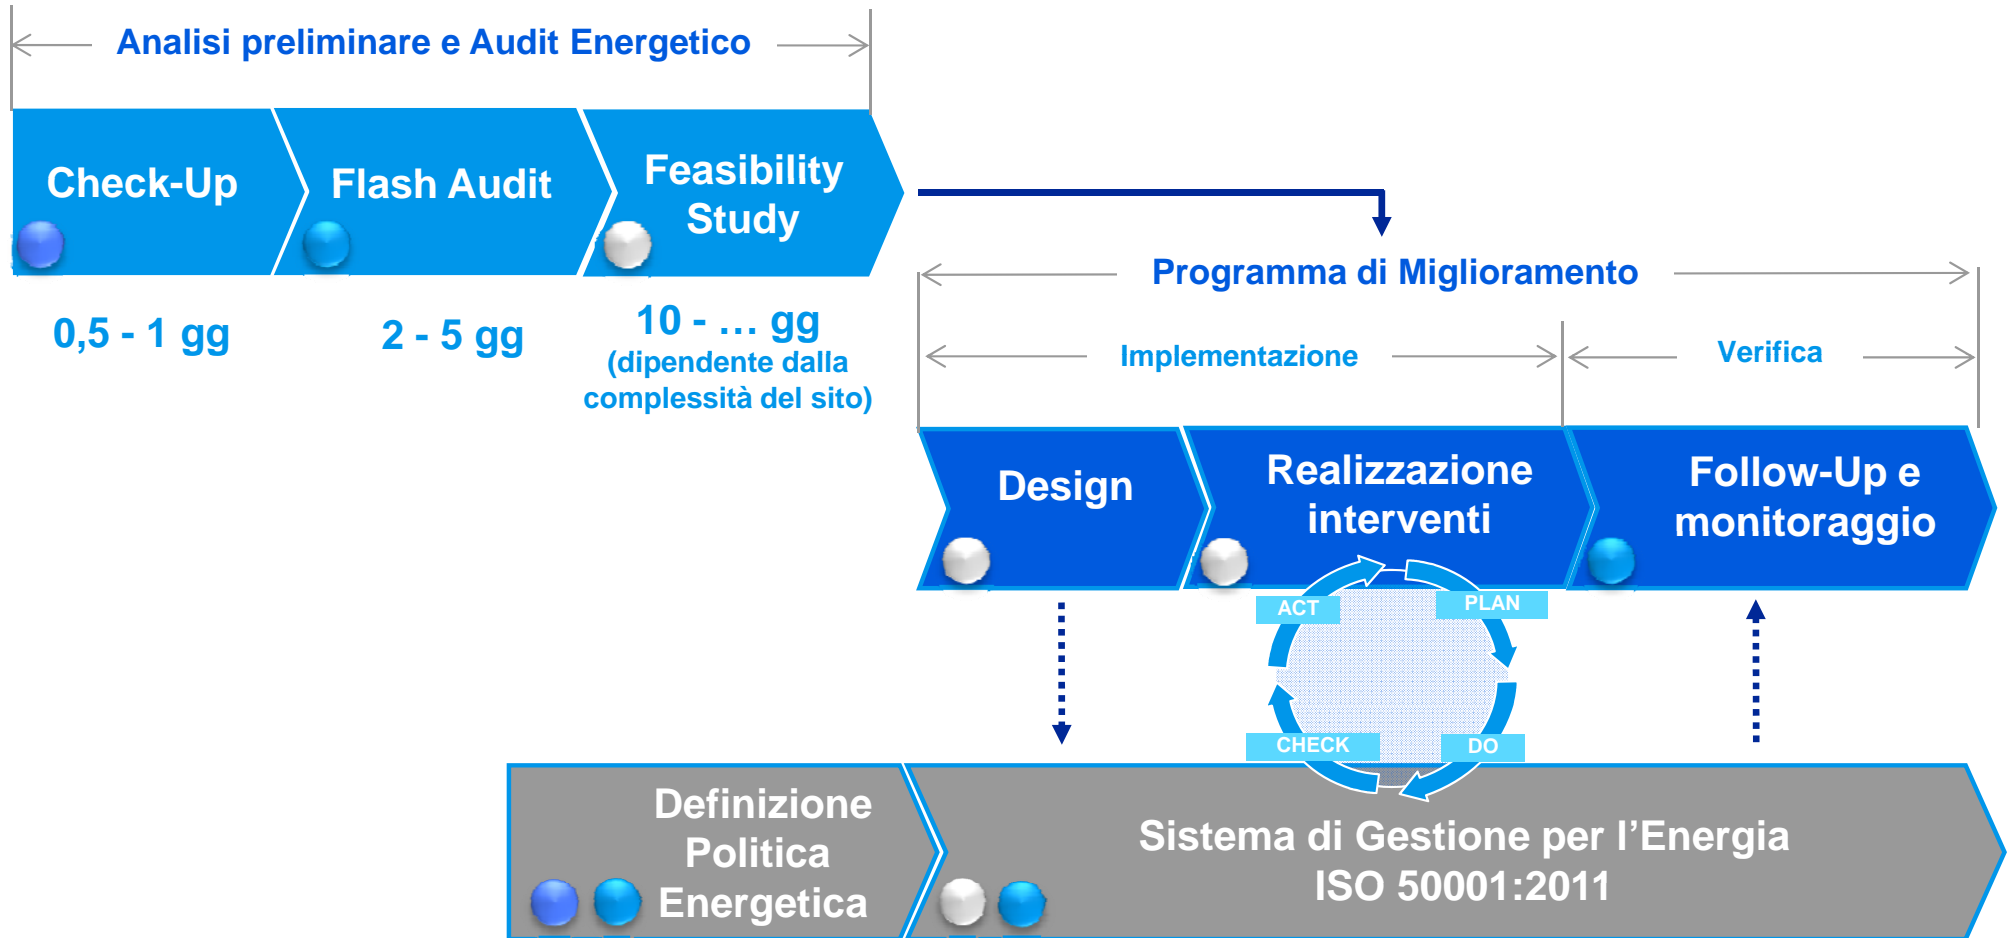 Analisi preliminare e Audit Energetico
Check-Up
Flash Audit
Feasibility
Study
0,5 - 1 gg
2 - 5 gg
10 - … gg
(dipendente dalla
complessità del sito)
Programma di Miglioramento
Implementazione
Verifica
Design
Realizzazione
interventi
Follow-Up e
monitoraggio
ACT
PLAN
CHECK
DO
Definizione
Politica
Energetica
Sistema di Gestione per l’Energia
ISO 50001:2011